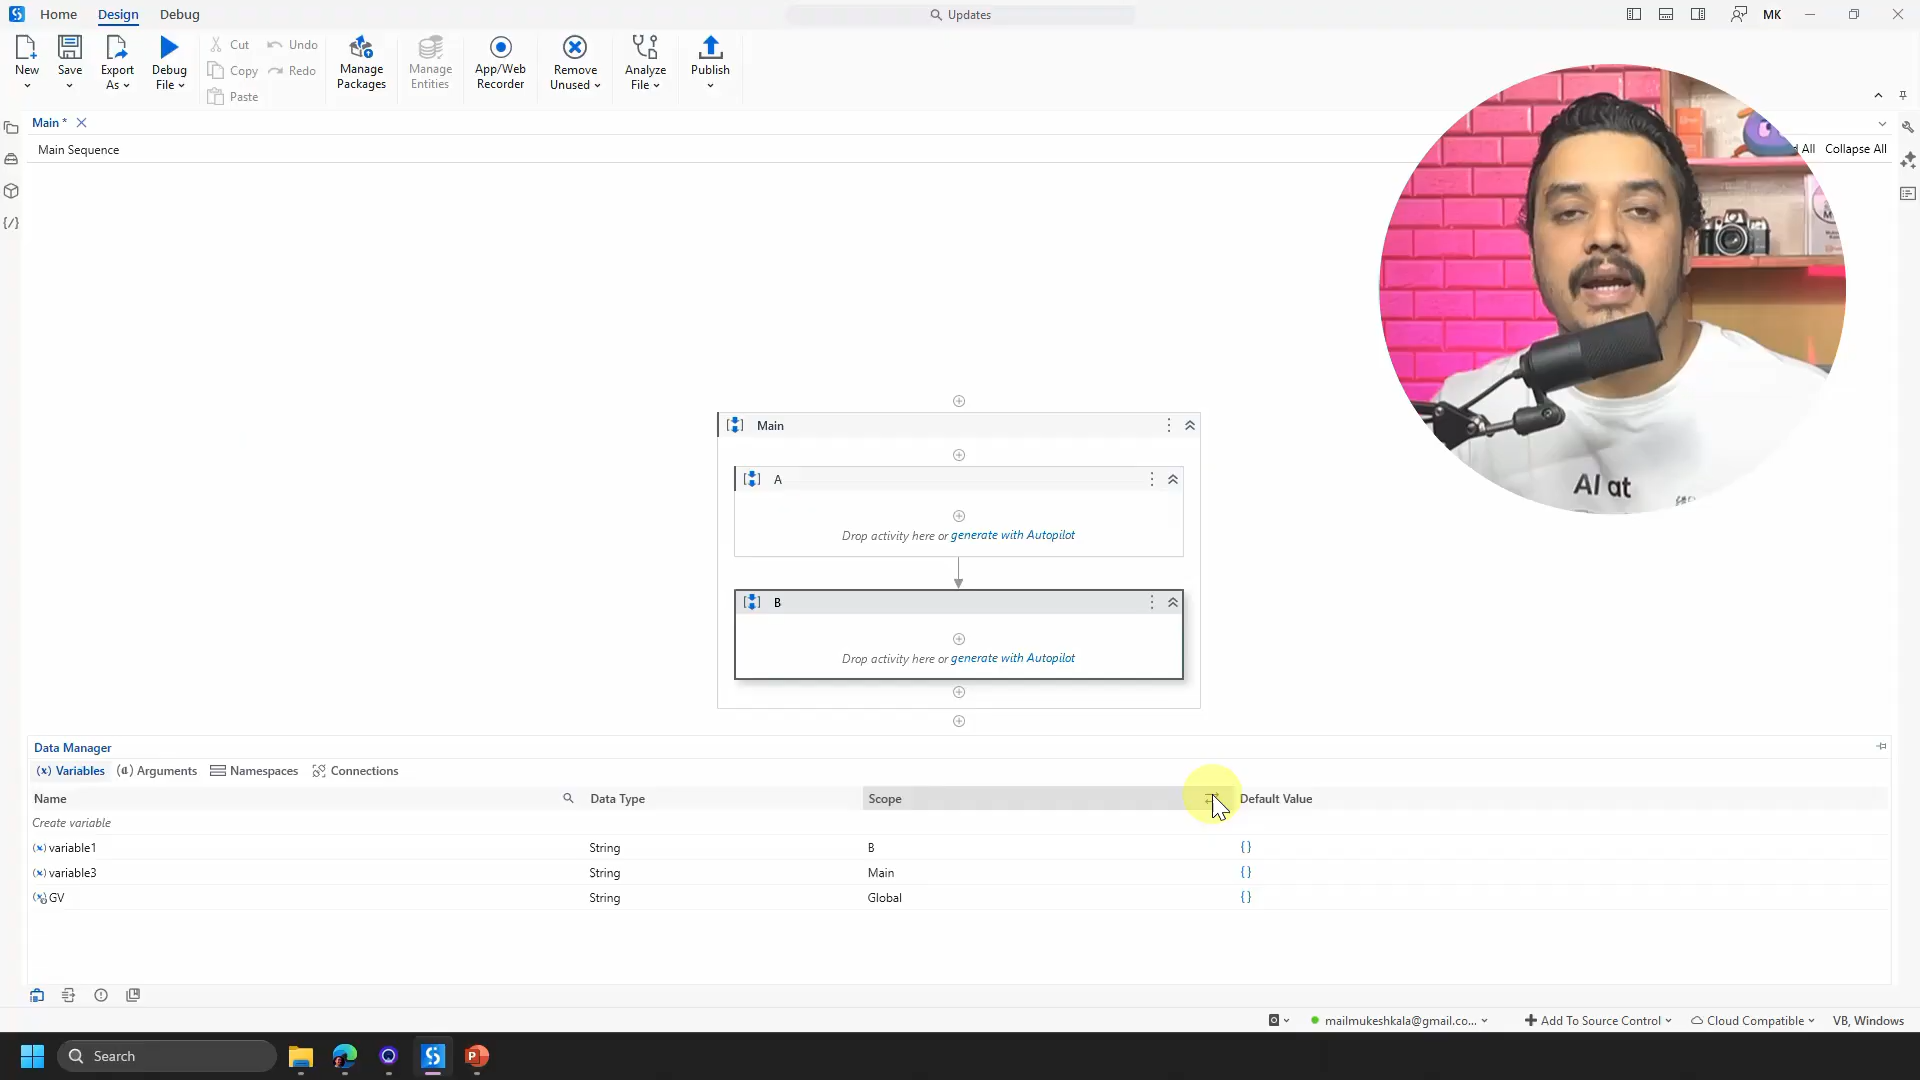 Home Design Debug
Updates
MK
New
Save
Export As
Debug File
Cut
Copy
Paste
Undo
Redo
Manage Packages
Manage Entities
App/Web Recorder
Remove Unused
Analyze File
Publish
Main *
Main Sequence
All Collapse All
AI at
Main
A
Drop activity here or generate with Autopilot
B
Drop activity here or generate with Autopilot
Data Manager
(x) Variables (a) Arguments Namespaces Connections
Name Data Type Scope Default Value
Create variable
(x) variable1 String B {}
(x) variable3 String Main {}
(x) GV String Global {}
mailmukeshkala@gmail.co... Add To Source Control Cloud Compatible VB, Windows
Search